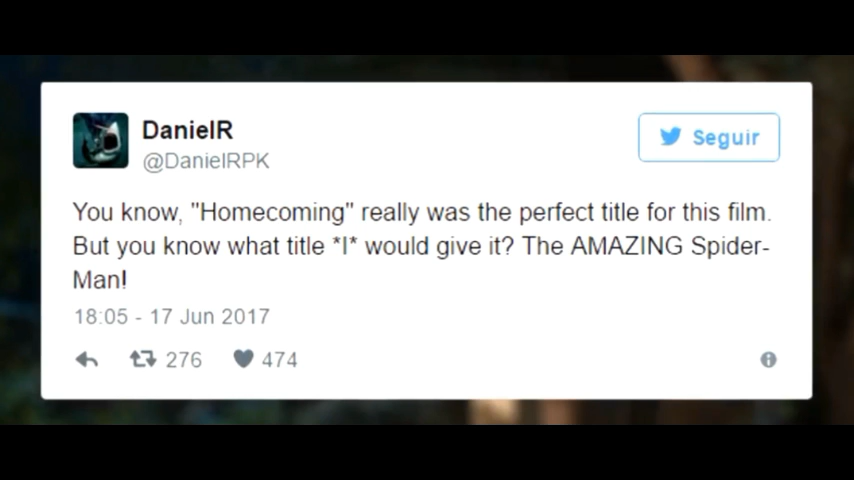 DanielR
@DanielRPK
Seguir
You know, "Homecoming" really was the perfect title for this film.
But you know what title *I* would give it? The AMAZING Spider-
Man!
18:05 - 17 Jun 2017
276 474